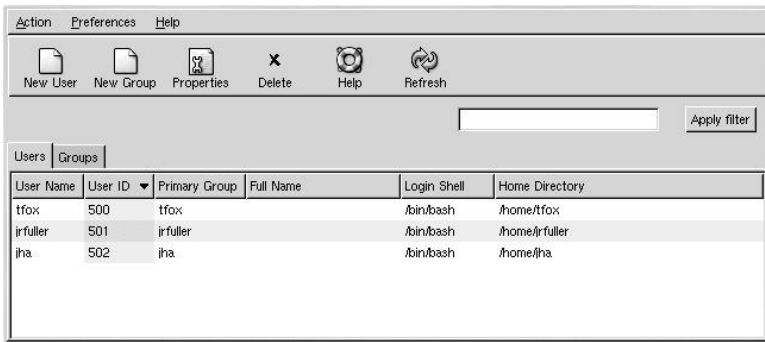 Action Preferences Help
New User New Group Properties Delete Help Refresh
Apply filter
Users Groups
User Name User ID Primary Group Full Name Login Shell Home Directory
tfox 500 tfox /bin/bash /home/tfox
jrfuller 501 jrfuller /bin/bash /home/jrfuller
jha 502 jha /bin/bash /home/jha